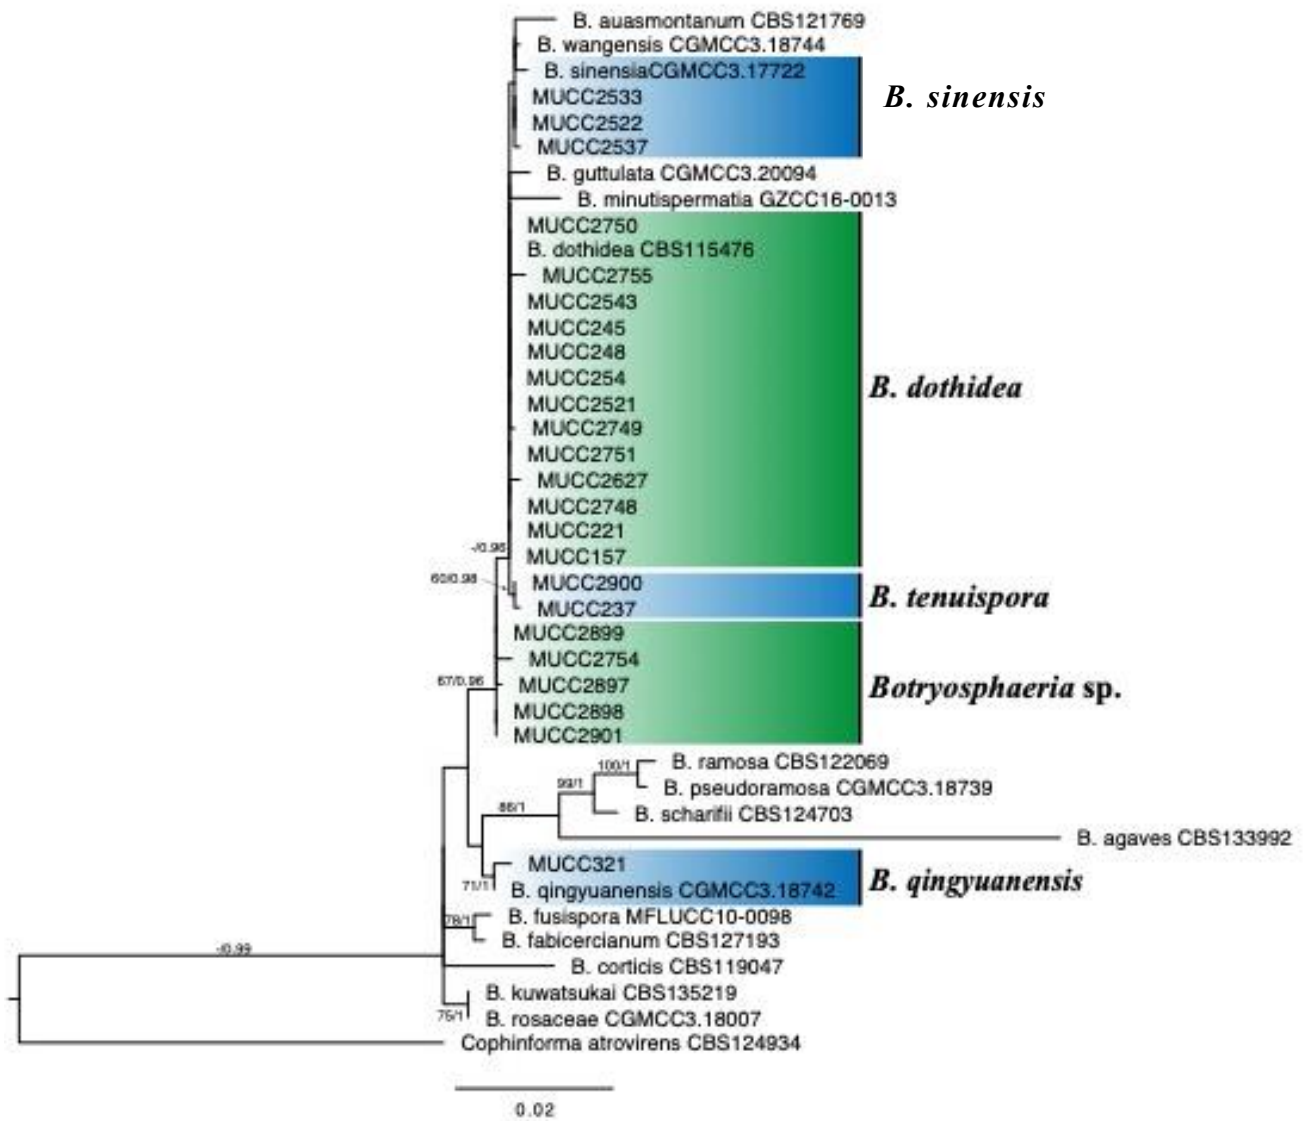 B. auasmontanum CBS121769
B. wangensis CGMCC3.18744
B. sinensiaCGMCC3.17722
MUCC2533
B. sinensis
MUCC2522
MUCC2537
B. guttulata CGMCC3.20094
B. minutispermatia GZCC16-0013
MUCC2750
B. dothidea CBS115476
MUCC2755
MUCC2543
MUCC245
MUCC248
MUCC254
B. dothidea
MUCC2521
MUCC2749
MUCC2751
MUCC2627
MUCC2748
MUCC221
MUCC157
-/0.96
60/0.98
MUCC2900
B. tenuispora
MUCC237
MUCC2899
MUCC2754
67/0.96
MUCC2897
Botryosphaeria sp.
MUCC2898
MUCC2901
100/1
B. ramosa CBS122069
99/1
B. pseudoramosa CGMCC3.18739
86/1
B. scharifii CBS124703
B. agaves CBS133992
MUCC321
B. qingyuanensis
71/1
B. qingyuanensis CGMCC3.18742
78/1
B. fusispora MFLUCC10-0098
B. fabicercianum CBS127193
-/0.99
B. corticis CBS119047
B. kuwatsukai CBS135219
75/1
B. rosaceae CGMCC3.18007
Cophinforma atrovirens CBS124934
0.02